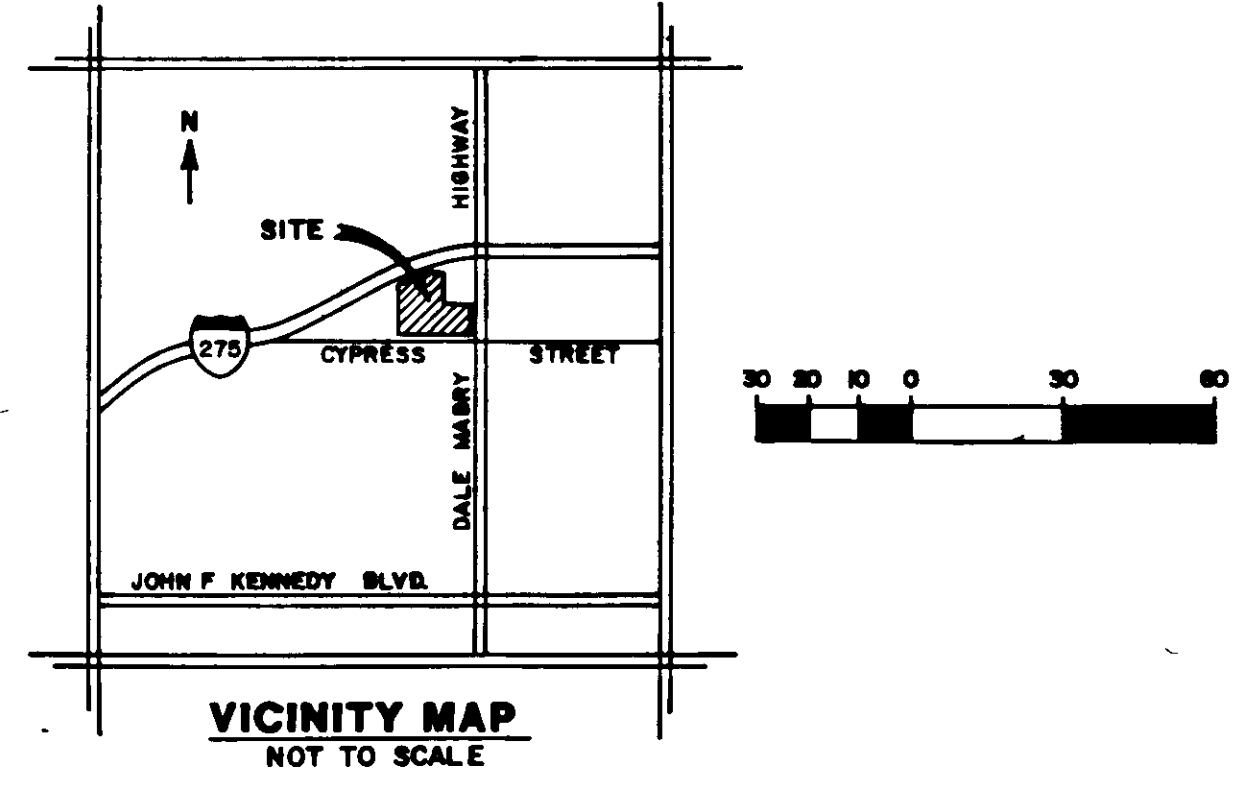 N
HIGHWAY
SITE
275
CYPRESS STREET
DALE MABRY
JOHN F KENNEDY BLVD.
VICINITY MAP
NOT TO SCALE
30 20 10 0 30 60